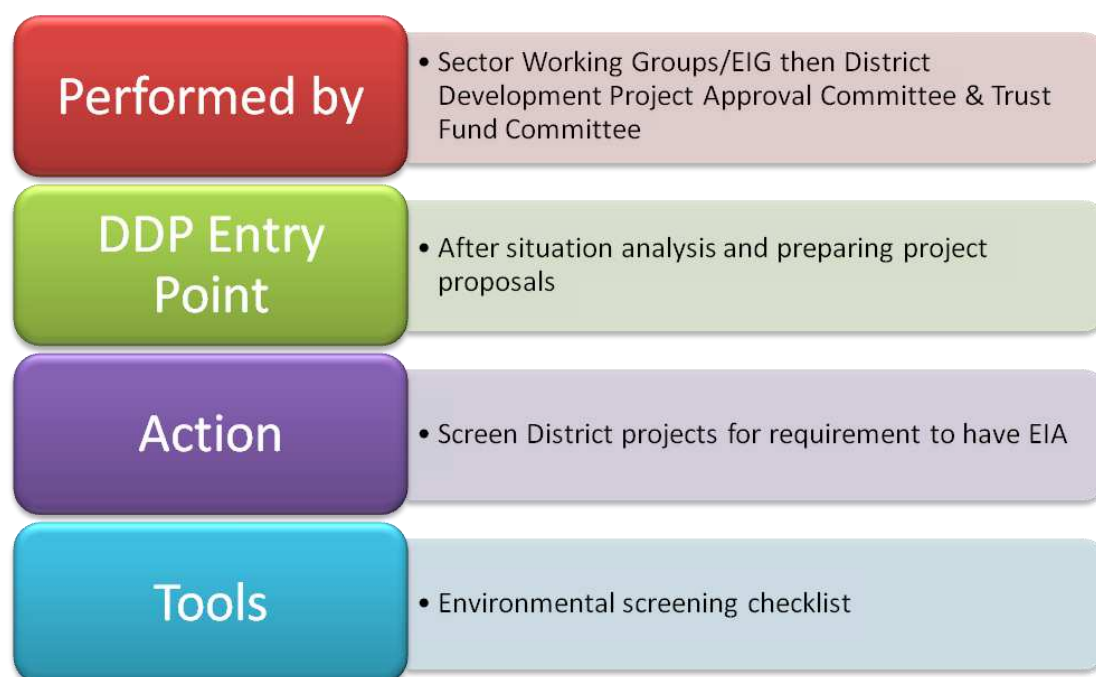 Performed by
• Sector Working Groups/EIG then District
Development Project Approval Committee & Trust
Fund Committee
DDP Entry
Point
• After situation analysis and preparing project
proposals
Action
• Screen District projects for requirement to have EIA
Tools
• Environmental screening checklist